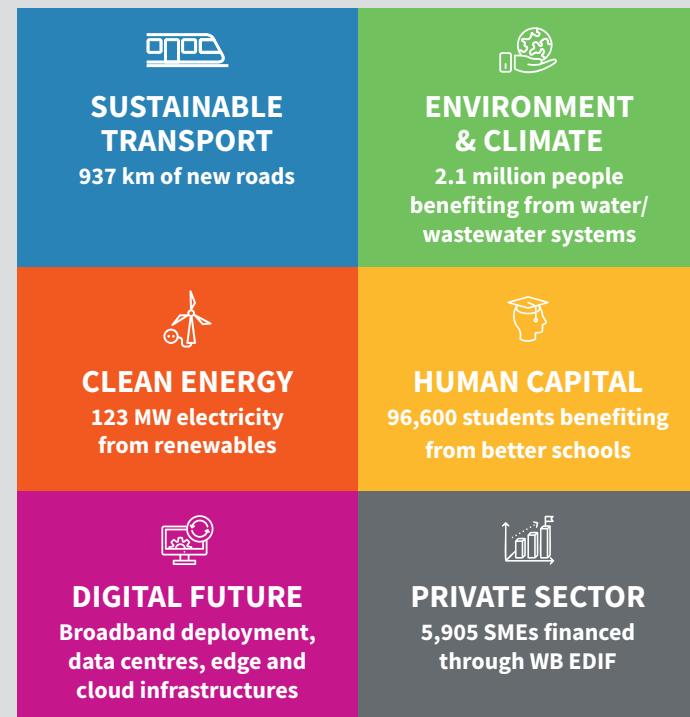 SUSTAINABLE
TRANSPORT
937 km of new roads
ENVIRONMENT
& CLIMATE
2.1 million people
benefiting from water/
wastewater systems
CLEAN ENERGY
123 MW electricity
from renewables
HUMAN CAPITAL
96,600 students benefiting
from better schools
DIGITAL FUTURE
Broadband deployment,
data centres, edge and
cloud infrastructures
PRIVATE SECTOR
5,905 SMEs financed
through WB EDIF